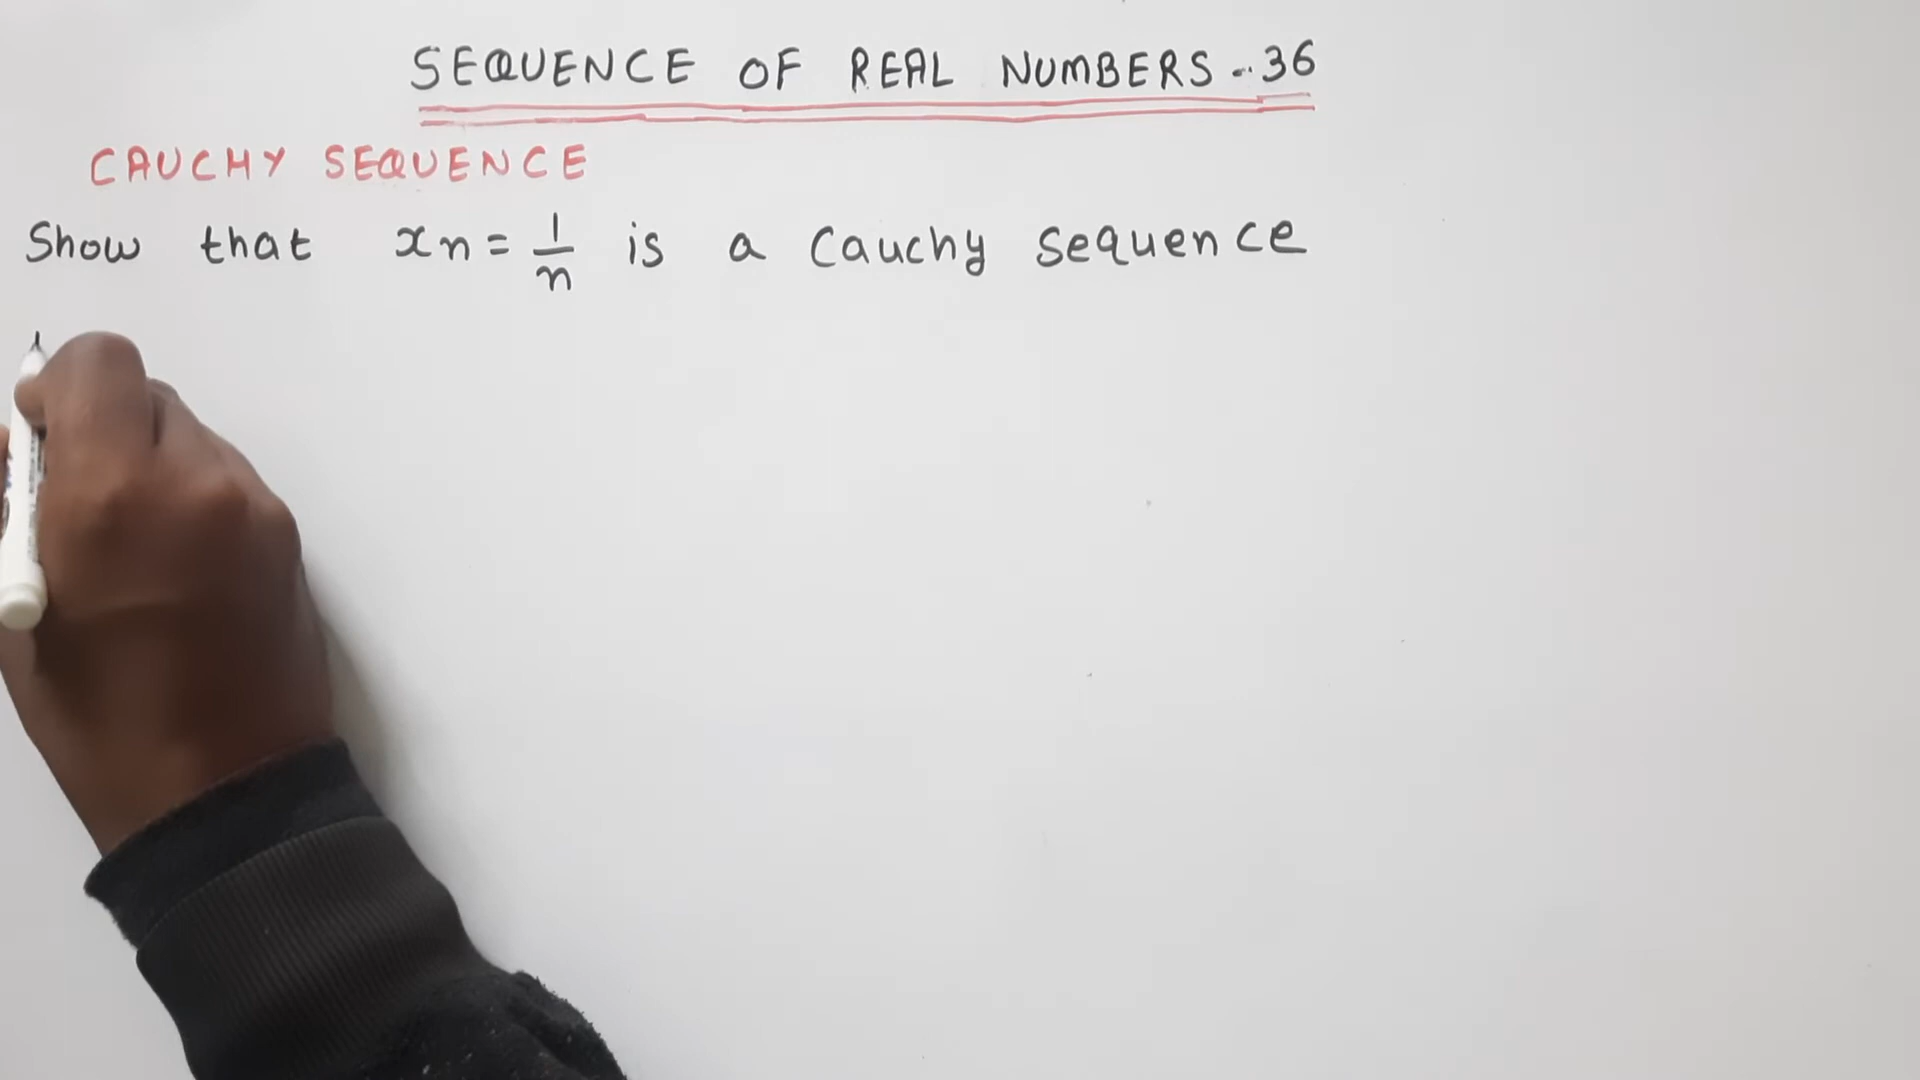 SEQUENCE OF REAL NUMBERS - 36
CAUCHY SEQUENCE
Show that xn = 1/n is a Cauchy sequence